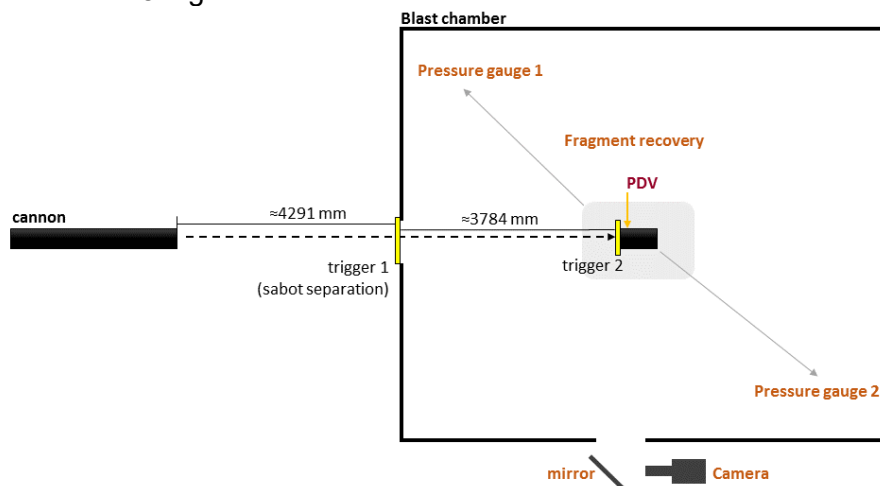 Blast chamber
Pressure gauge 1
Fragment recovery
PDV
cannon
≈4291 mm
≈3784 mm
trigger 1
(sabot separation)
trigger 2
Pressure gauge 2
mirror
Camera